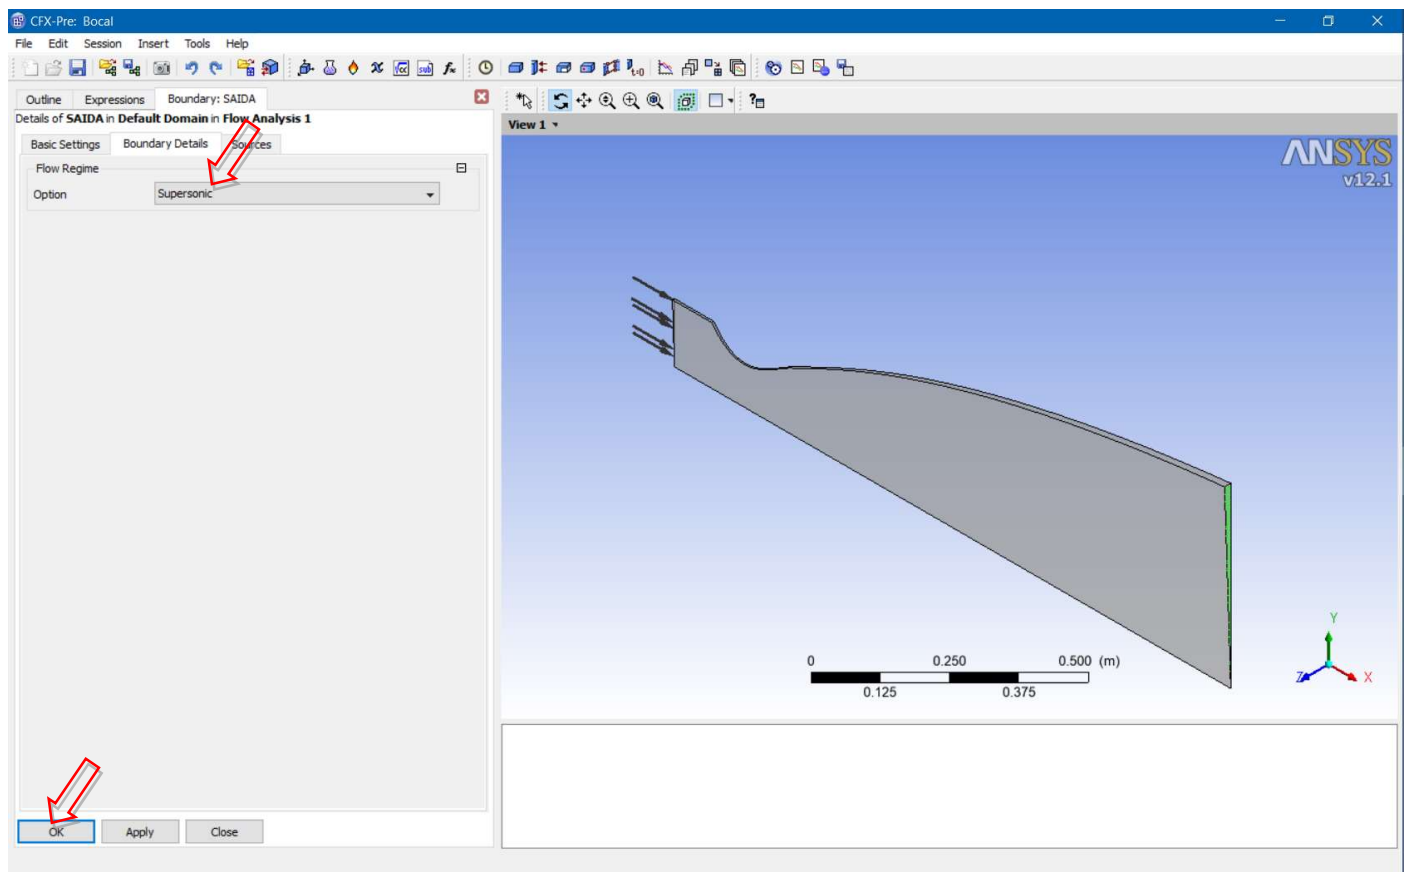 CFX-Pre: Bocal
File Edit Session Insert Tools Help
Outline Expressions Boundary: SAIDA
Details of SAIDA in Default Domain in Flow Analysis 1
Basic Settings Boundary Details Sources
Flow Regime
Option Supersonic
OK Apply Close
View 1
ANSYS
v12.1
0 0.250 0.500 (m)
0.125 0.375
Y
Z X